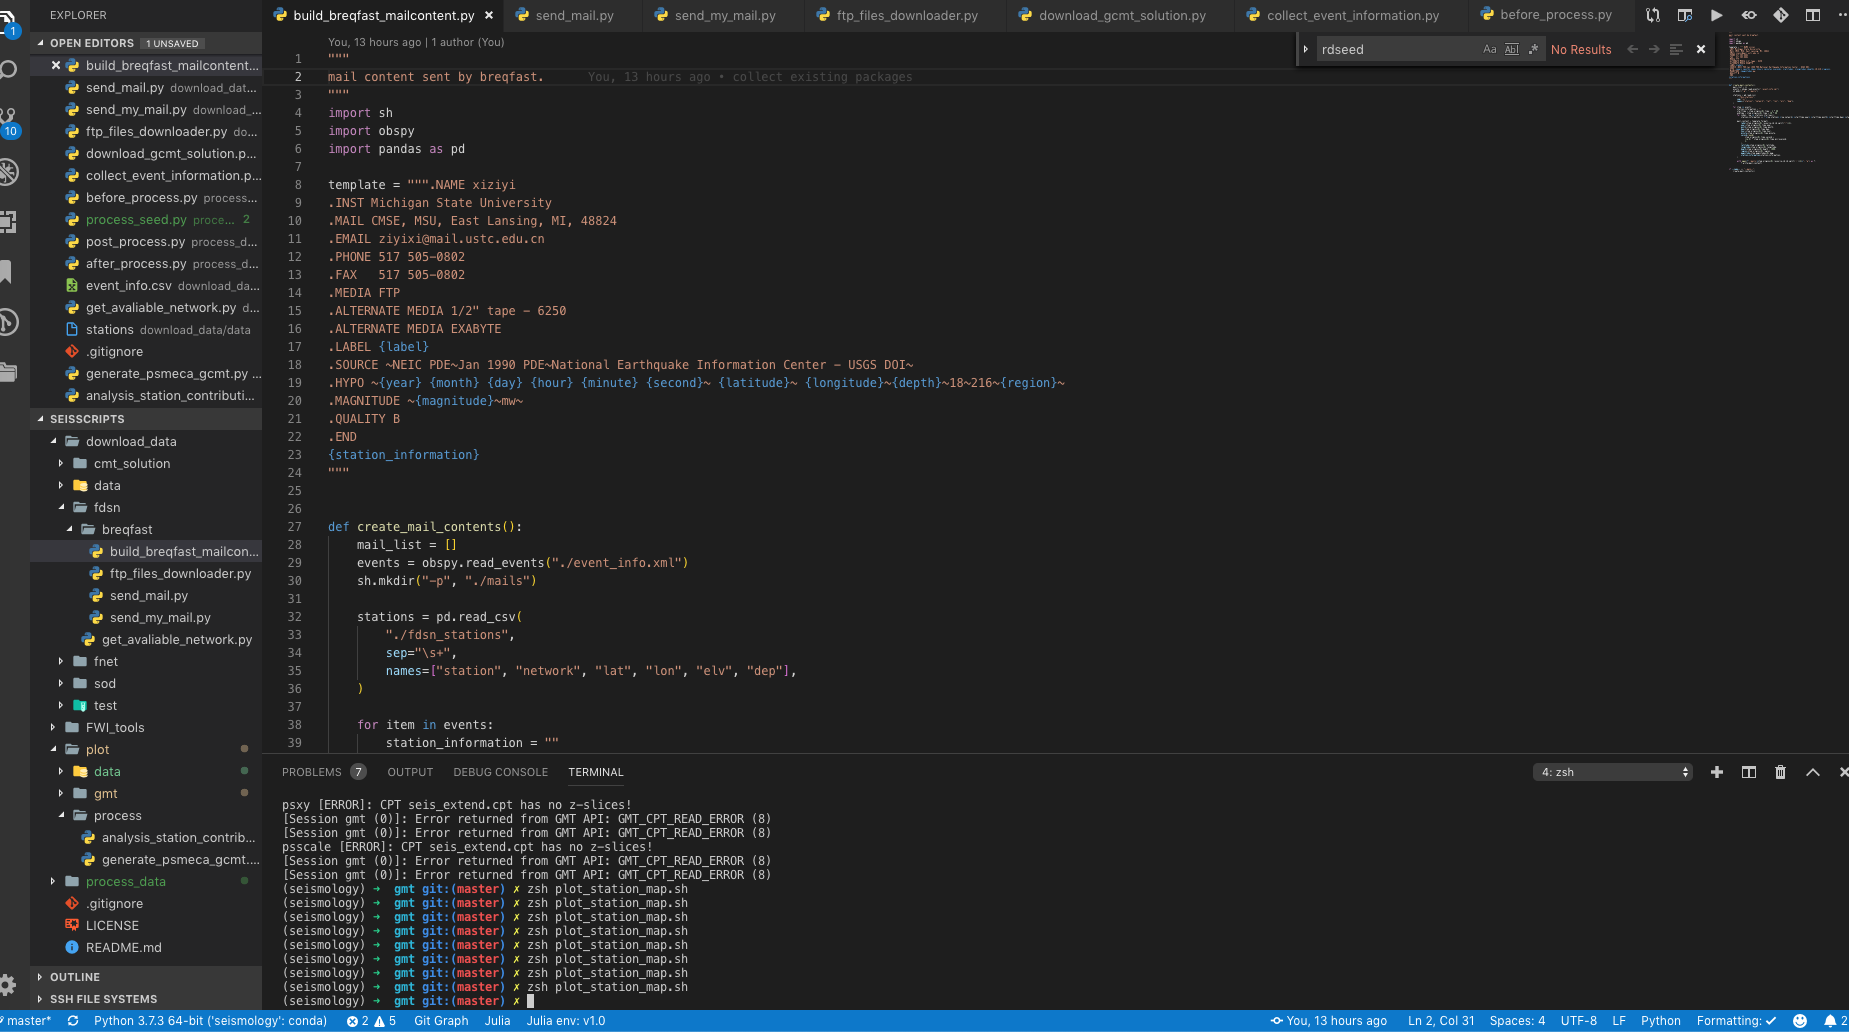 EXPLORER
OPEN EDITORS 1 UNSAVED
build_breqfast_mailcontent...
send_mail.py download_dat...
send_my_mail.py download_...
ftp_files_downloader.py do...
download_gcmt_solution.p...
collect_event_information.p...
before_process.py process...
process_seed.py proce... 2
post_process.py process_d...
after_process.py process_d...
event_info.csv download_da...
get_avaliable_network.py d...
stations download_data/data
.gitignore
generate_psmeca_gcmt.py ...
analysis_station_contributi...
SEISSCRIPTS
download_data
cmt_solution
data
fdsn
breqfast
build_breqfast_mailcon...
ftp_files_downloader.py
send_mail.py
send_my_mail.py
get_avaliable_network.py
fnet
sod
test
FWI_tools
plot
data
gmt
process
analysis_station_contrib...
generate_psmeca_gcmt....
process_data
.gitignore
LICENSE
README.md
OUTLINE
SSH FILE SYSTEMS
1
10
build_breqfast_mailcontent.py send_mail.py send_my_mail.py ftp_files_downloader.py download_gcmt_solution.py collect_event_information.py before_process.py
rdseed Aa Abl .* No Results
You, 13 hours ago | 1 author (You)
1 """
2 mail content sent by breqfast. You, 13 hours ago • collect existing packages
3 """
4 import sh
5 import obspy
6 import pandas as pd
7
8 template = """.NAME xiziyi
9 .INST Michigan State University
10 .MAIL CMSE, MSU, East Lansing, MI, 48824
11 .EMAIL ziyixi@mail.ustc.edu.cn
12 .PHONE 517 505-0802
13 .FAX   517 505-0802
14 .MEDIA FTP
15 .ALTERNATE MEDIA 1/2" tape - 6250
16 .ALTERNATE MEDIA EXABYTE
17 .LABEL {label}
18 .SOURCE ~NEIC PDE~Jan 1990 PDE~National Earthquake Information Center - USGS DOI~
19 .HYPO ~{year} {month} {day} {hour} {minute} {second}~ {latitude}~ {longitude}~{depth}~18~216~{region}~
20 .MAGNITUDE ~{magnitude}~mw~
21 .QUALITY B
22 .END
23 {station_information}
24 """
25
26
27 def create_mail_contents():
28     mail_list = []
29     events = obspy.read_events("./event_info.xml")
30     sh.mkdir("-p", "./mails")
31
32     stations = pd.read_csv(
33         "./fdsn_stations",
34         sep="\s+",
35         names=["station", "network", "lat", "lon", "elv", "dep"],
36     )
37
38     for item in events:
39         station_information = ""
PROBLEMS 7 OUTPUT DEBUG CONSOLE TERMINAL 4: zsh
psxy [ERROR]: CPT seis_extend.cpt has no z-slices!
[Session gmt (0)]: Error returned from GMT API: GMT_CPT_READ_ERROR (8)
[Session gmt (0)]: Error returned from GMT API: GMT_CPT_READ_ERROR (8)
psscale [ERROR]: CPT seis_extend.cpt has no z-slices!
[Session gmt (0)]: Error returned from GMT API: GMT_CPT_READ_ERROR (8)
[Session gmt (0)]: Error returned from GMT API: GMT_CPT_READ_ERROR (8)
(seismology) → gmt git:(master) ✗ zsh plot_station_map.sh
(seismology) → gmt git:(master) ✗ zsh plot_station_map.sh
(seismology) → gmt git:(master) ✗ zsh plot_station_map.sh
(seismology) → gmt git:(master) ✗ zsh plot_station_map.sh
(seismology) → gmt git:(master) ✗ zsh plot_station_map.sh
(seismology) → gmt git:(master) ✗ zsh plot_station_map.sh
(seismology) → gmt git:(master) ✗ zsh plot_station_map.sh
(seismology) → gmt git:(master) ✗ zsh plot_station_map.sh
(seismology) → gmt git:(master) ✗
master* Python 3.7.3 64-bit ('seismology': conda) 2 5 Git Graph Julia Julia env: v1.0 You, 13 hours ago Ln 2, Col 31 Spaces: 4 UTF-8 LF Python Formatting: ✓ 2